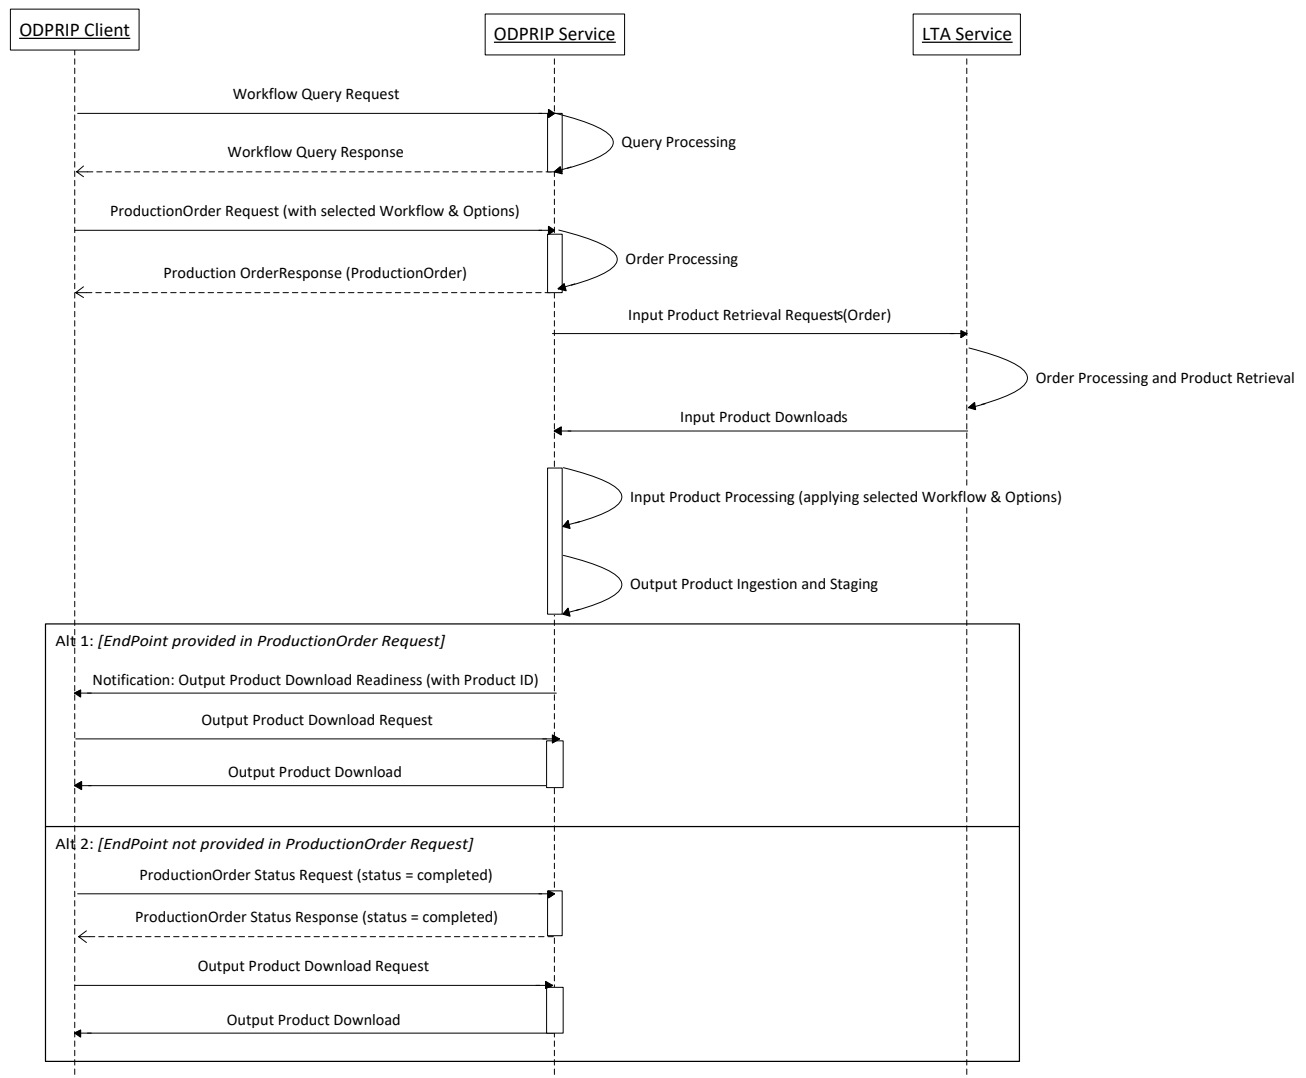 ODPRIP Client
ODPRIP Service
LTA Service
Workflow Query Request
Query Processing
Workflow Query Response
ProductionOrder Request (with selected Workflow & Options)
Order Processing
Production OrderResponse (ProductionOrder)
Input Product Retrieval Requests(Order)
Order Processing and Product Retrieval
Input Product Downloads
Input Product Processing (applying selected Workflow & Options)
Output Product Ingestion and Staging
Alt 1: [EndPoint provided in ProductionOrder Request]
Notification: Output Product Download Readiness (with Product ID)
Output Product Download Request
Output Product Download
Alt 2: [EndPoint not provided in ProductionOrder Request]
ProductionOrder Status Request (status = completed)
ProductionOrder Status Response (status = completed)
Output Product Download Request
Output Product Download